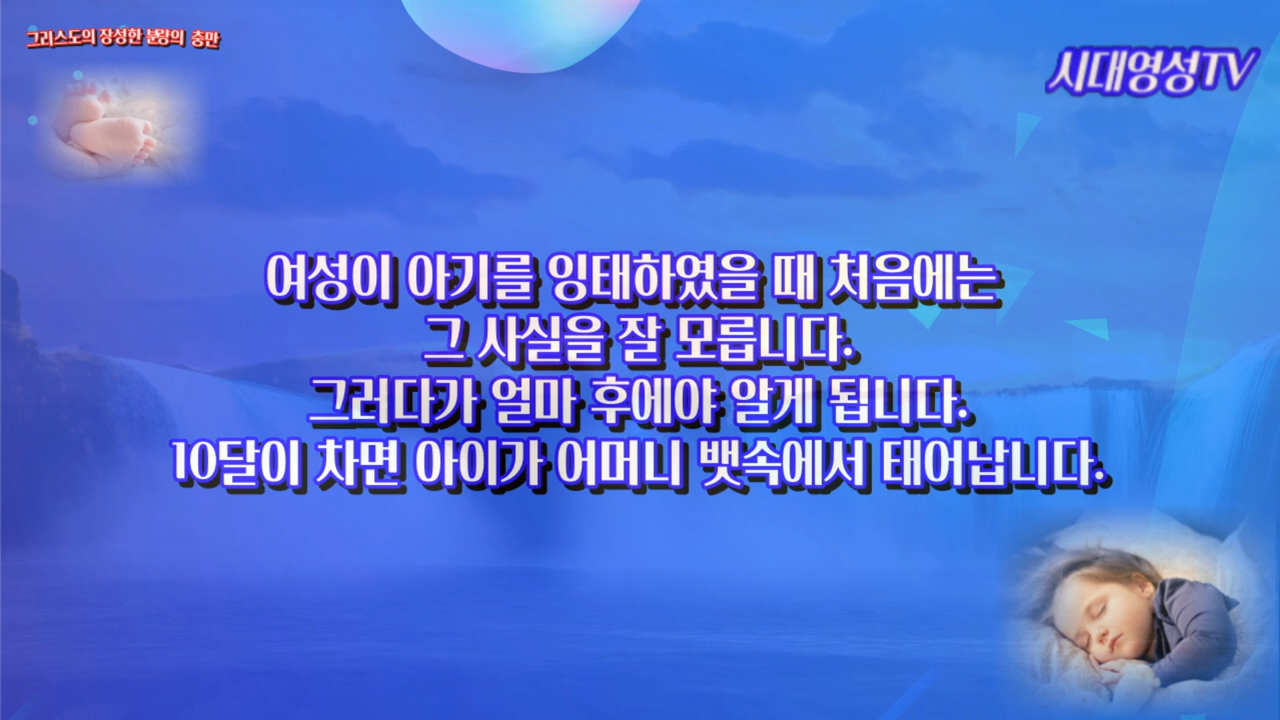 그리스도의 장성한 분량의 충만
시대영성TV
여성이 아기를 잉태하였을 때 처음에는
그 사실을 잘 모릅니다.
그러다가 얼마 후에야 알게 됩니다.
10달이 차면 아이가 어머니 뱃속에서 태어납니다.